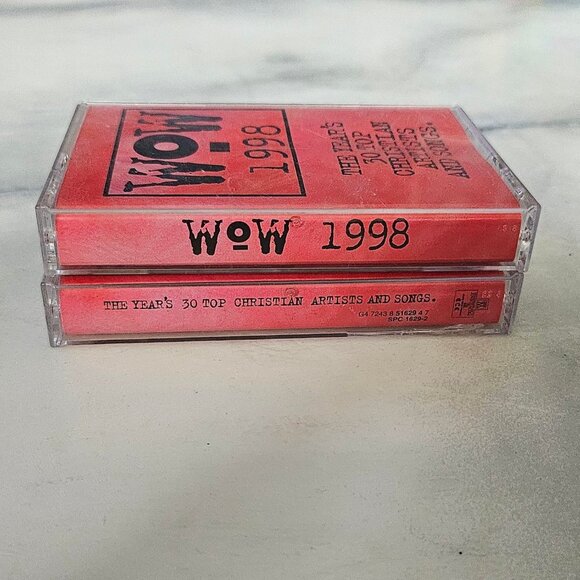 WOW
1998
THE YEAR'S
30 TOP
CHRISTIAN
ARTISTS
AND SONGS.
WOW 1998
THE YEAR'S 30 TOP CHRISTIAN ARTISTS AND SONGS.
G4 7243 8 51629 4 7
SPC 1629-2